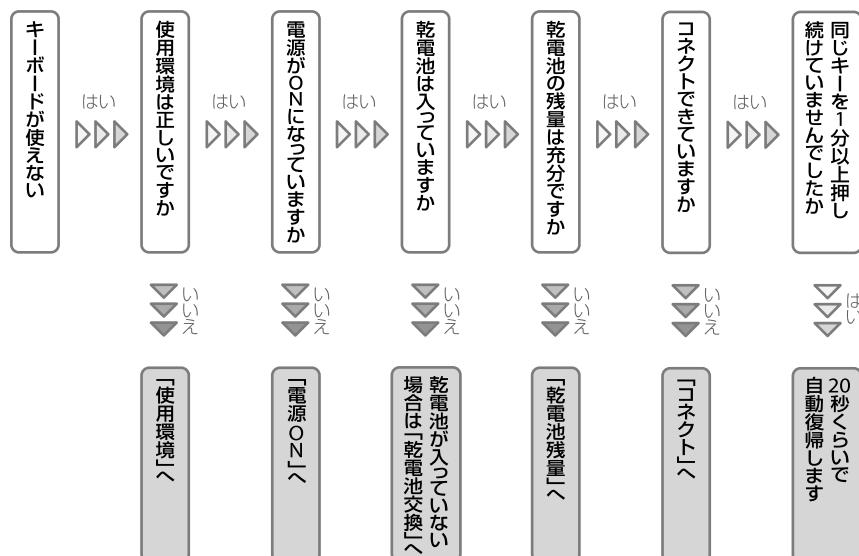 キーボードが使えない
はい
使用環境は正しいですか
はい
電源がONになっていますか
はい
乾電池は入っていますか
はい
乾電池の残量は充分ですか
はい
コネクトできていますか
はい
同じキーを1分以上押し
続けていませんでしたか
いいえ
いいえ
いいえ
いいえ
いいえ
はい
「使用環境」へ
「電源ON」へ
乾電池が入っていない
場合は「乾電池交換」へ
「乾電池残量」へ
「コネクト」へ
20秒くらいで
自動復帰します